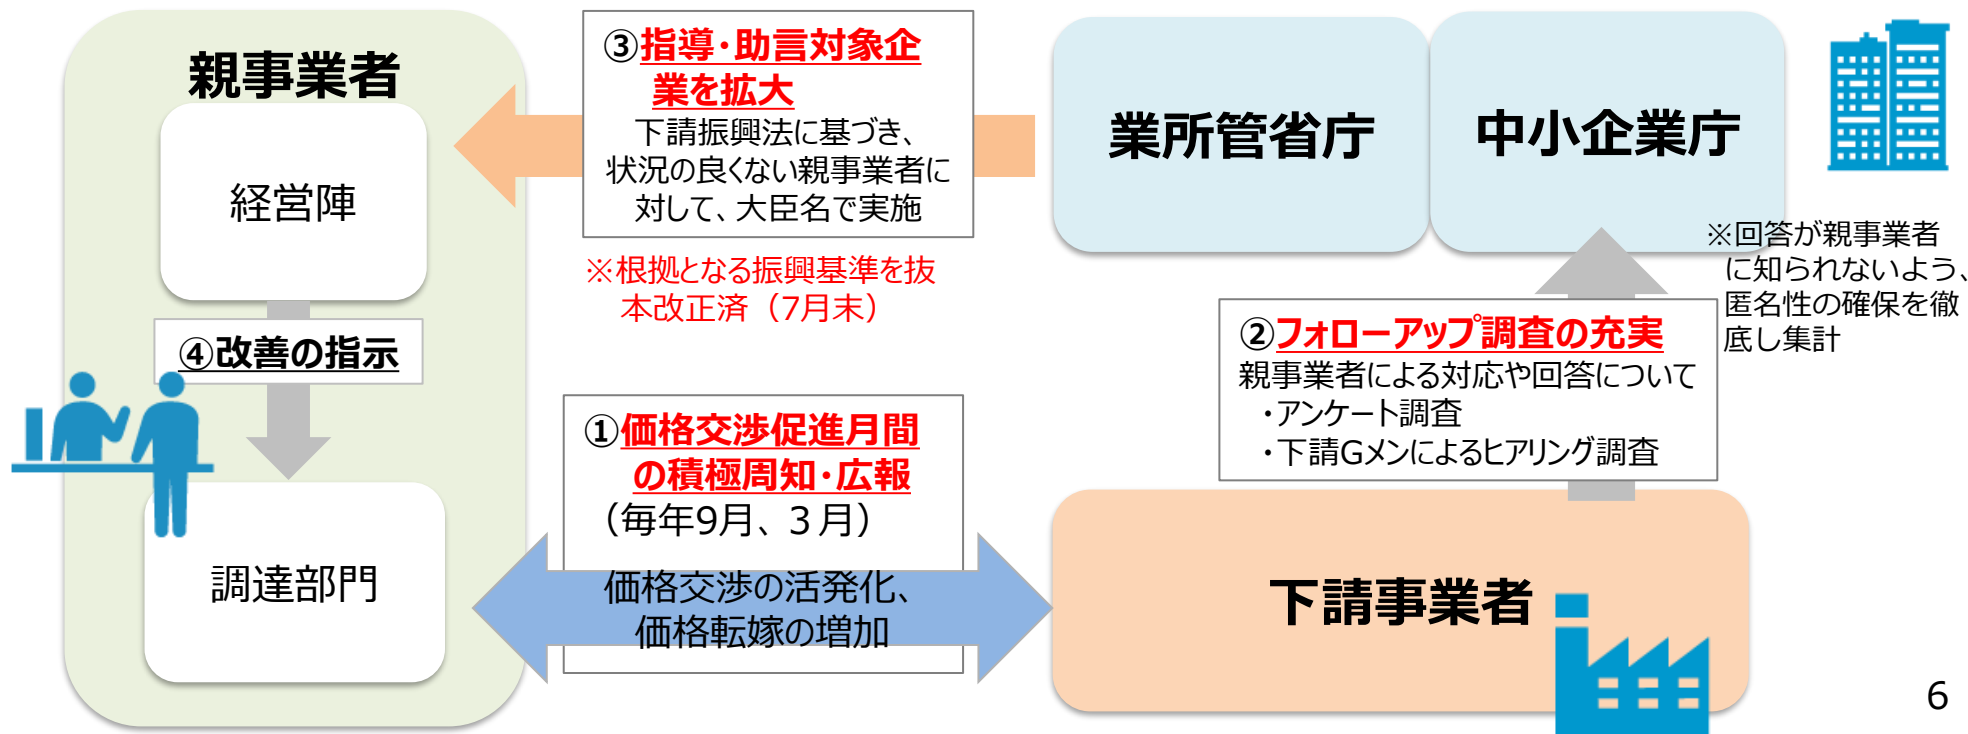 親事業者
経営陣
④改善の指示
調達部門
③指導・助言対象企
業を拡大
下請振興法に基づき、
状況の良くない親事業者に
対して、大臣名で実施
※根拠となる振興基準を抜
本改正済（7月末）
①価格交渉促進月間
の積極周知・広報
（毎年9月、３月）
価格交渉の活発化、
価格転嫁の増加
業所管省庁
中小企業庁
※回答が親事業者
に知られないよう、
匿名性の確保を徹
底し集計
②フォローアップ調査の充実
親事業者による対応や回答について
・アンケート調査
・下請Gメンによるヒアリング調査
下請事業者
6